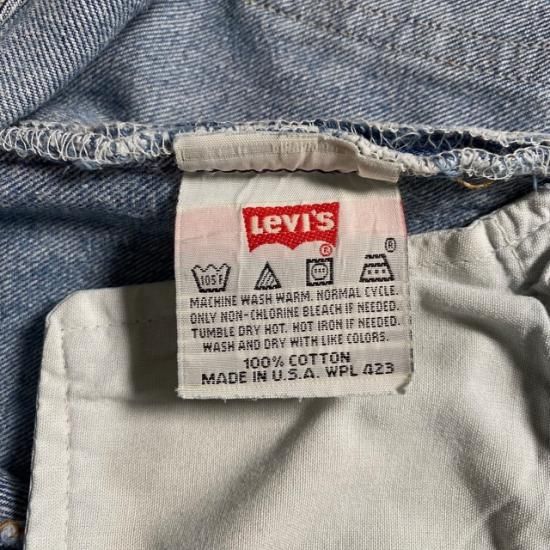 Levi's
®
®
105°F
MACHINE WASH WARM. NORMAL CYCLE.
ONLY NON-CHLORINE BLEACH IF NEEDED.
TUMBLE DRY HOT. HOT IRON IF NEEDED.
WASH AND DRY WITH LIKE COLORS.
100% COTTON
MADE IN U.S.A. WPL 423